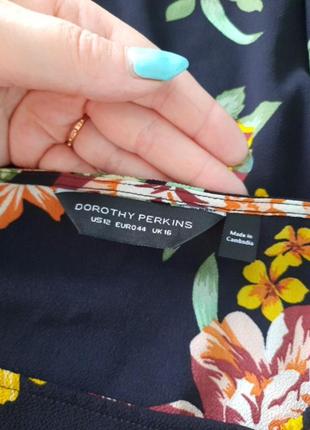 DOROTHY PERKINS
US12 EURO44 UK16
Made in
Cambodia